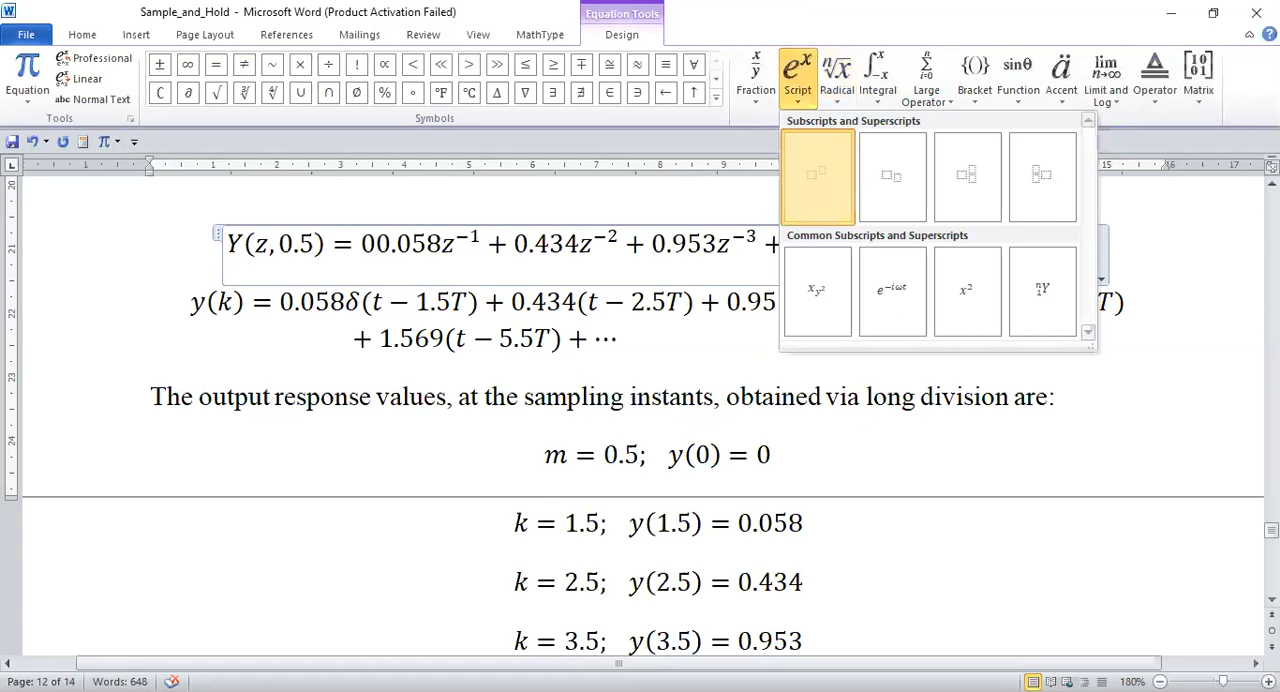 Sample_and_Hold - Microsoft Word (Product Activation Failed)
Equation Tools
File Home Insert Page Layout References Mailings Review View MathType Design
π Equation
Professional
Linear
abc Normal Text
Tools
± ∞ = ≠ ~ × ÷ ! ∝ < ≪ ≤ > ≫ ≥ ∓ ≅ ≈ ≡ ∀
∁ ∂ √ ∛ ∜ ∪ ∩ ∅ % ° °F °C ∆ ∇ ∃ ∄ ∈ ∋ ← ↑
Symbols
Fraction Script Radical Integral Large Operator Bracket Function Accent Limit and Log Operator Matrix
Subscripts and Superscripts
Common Subscripts and Superscripts
x_{y²} e^{−iωt} x² ⁿ₁Y
Y(z,0.5) = 00.058z⁻¹ + 0.434z⁻² + 0.953z⁻³ +
y(k) = 0.058δ(t − 1.5T) + 0.434(t − 2.5T) + 0.95 T)
+ 1.569(t − 5.5T) + ⋯
The output response values, at the sampling instants, obtained via long division are:
m = 0.5; y(0) = 0
k = 1.5; y(1.5) = 0.058
k = 2.5; y(2.5) = 0.434
k = 3.5; y(3.5) = 0.953
Page: 12 of 14 Words: 648 180%